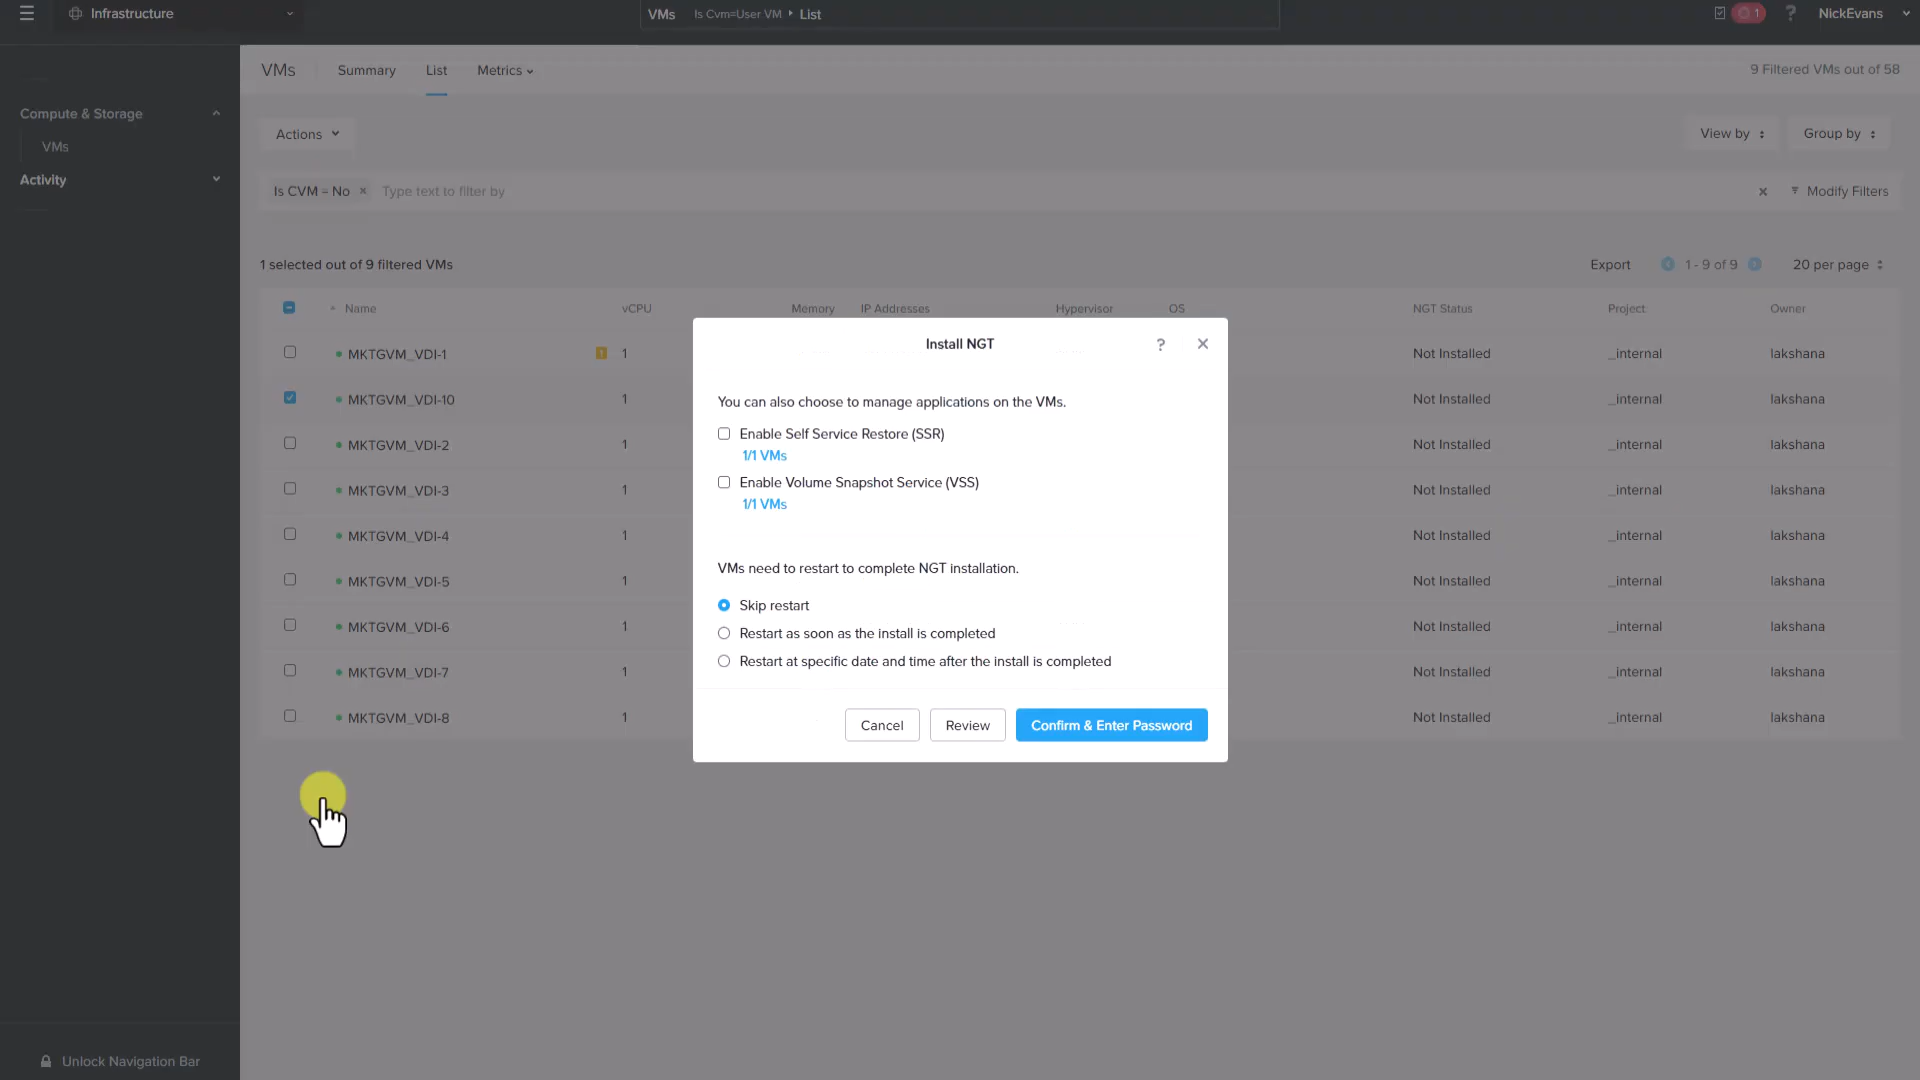 Infrastructure
VMs Is Cvm=User VM List
1
? NickEvans
VMs Summary List Metrics
9 Filtered VMs out of 58
Compute & Storage
VMs
Activity
Actions
View by Group by
Is CVM = No × Type text to filter by
× Modify Filters
1 selected out of 9 filtered VMs
Export 1 - 9 of 9 20 per page
Name vCPU Memory IP Addresses Hypervisor OS NGT Status Project Owner
MKTGVM_VDI-1 1 Not Installed _internal lakshana
MKTGVM_VDI-10 1 Not Installed _internal lakshana
MKTGVM_VDI-2 1 Not Installed _internal lakshana
MKTGVM_VDI-3 1 Not Installed _internal lakshana
MKTGVM_VDI-4 1 Not Installed _internal lakshana
MKTGVM_VDI-5 1 Not Installed _internal lakshana
MKTGVM_VDI-6 1 Not Installed _internal lakshana
MKTGVM_VDI-7 1 Not Installed _internal lakshana
MKTGVM_VDI-8 1 Not Installed _internal lakshana
Install NGT ? ×
You can also choose to manage applications on the VMs.
Enable Self Service Restore (SSR)
1/1 VMs
Enable Volume Snapshot Service (VSS)
1/1 VMs
VMs need to restart to complete NGT installation.
Skip restart
Restart as soon as the install is completed
Restart at specific date and time after the install is completed
Cancel Review Confirm & Enter Password
Unlock Navigation Bar